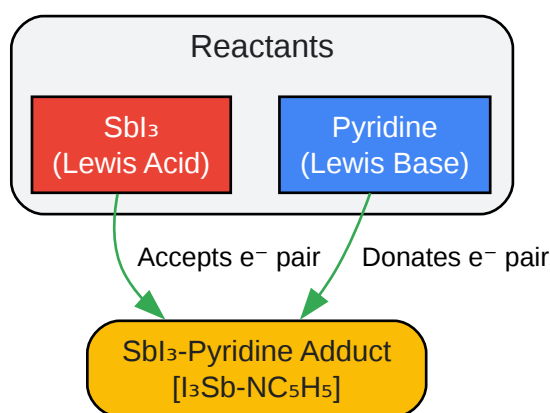 Reactants
SbI₃
(Lewis Acid)
Pyridine
(Lewis Base)
Accepts e⁻ pair
Donates e⁻ pair
SbI₃-Pyridine Adduct
[I₃Sb-NC₅H₅]